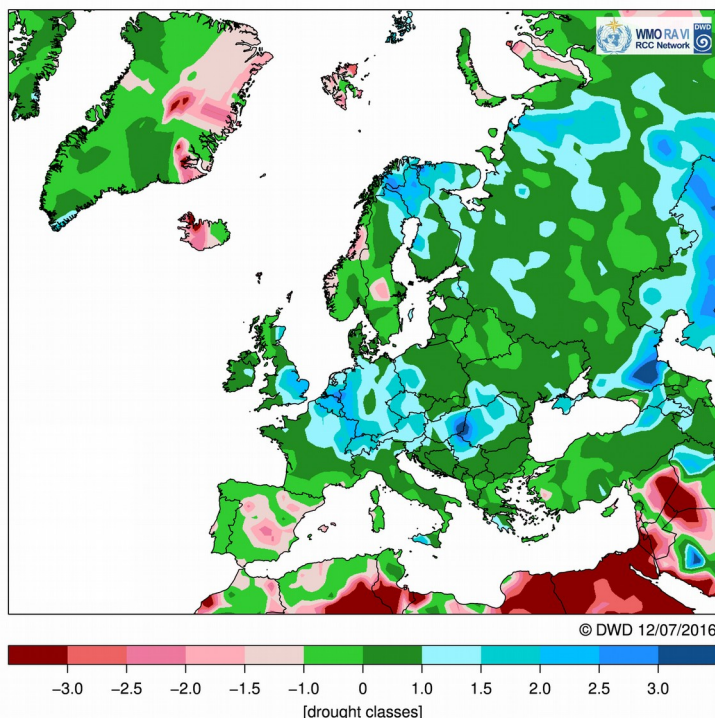 WMO RA VI
RCC Network
DWD
© DWD 12/07/2016
−3.0 −2.5 −2.0 −1.5 −1.0 0 1.0 1.5 2.0 2.5 3.0
[drought classes]